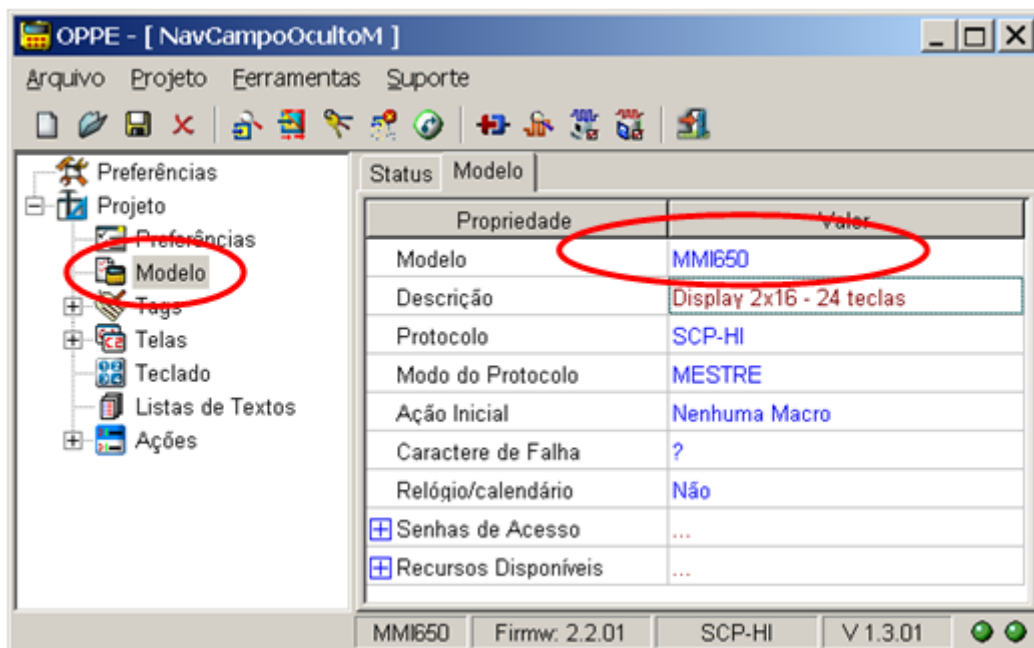 OPPE - [ NavCampoOcultoM ]
Arquivo Projeto Ferramentas Suporte
Preferências
Projeto
Preferências
Modelo
Tags
Telas
Teclado
Listas de Textos
Ações
Status Modelo
Propriedade Valor
Modelo MMI650
Descrição Display 2x16 - 24 teclas
Protocolo SCP-HI
Modo do Protocolo MESTRE
Ação Inicial Nenhuma Macro
Caractere de Falha ?
Relógio/calendário Não
Senhas de Acesso ...
Recursos Disponíveis ...
MMI650 Firmw: 2.2.01 SCP-HI V 1.3.01